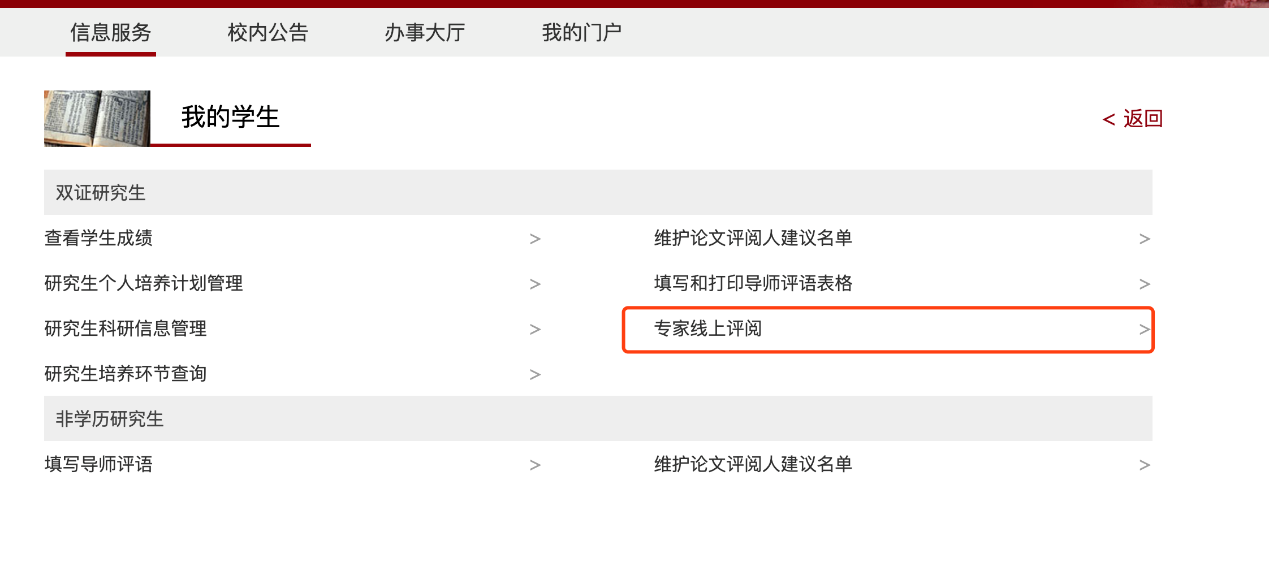 信息服务 校内公告 办事大厅 我的门户
我的学生
< 返回
双证研究生
查看学生成绩 > 维护论文评阅人建议名单 >
研究生个人培养计划管理 > 填写和打印导师评语表格 >
研究生科研信息管理 > 专家线上评阅 >
研究生培养环节查询 >
非学历研究生
填写导师评语 > 维护论文评阅人建议名单 >